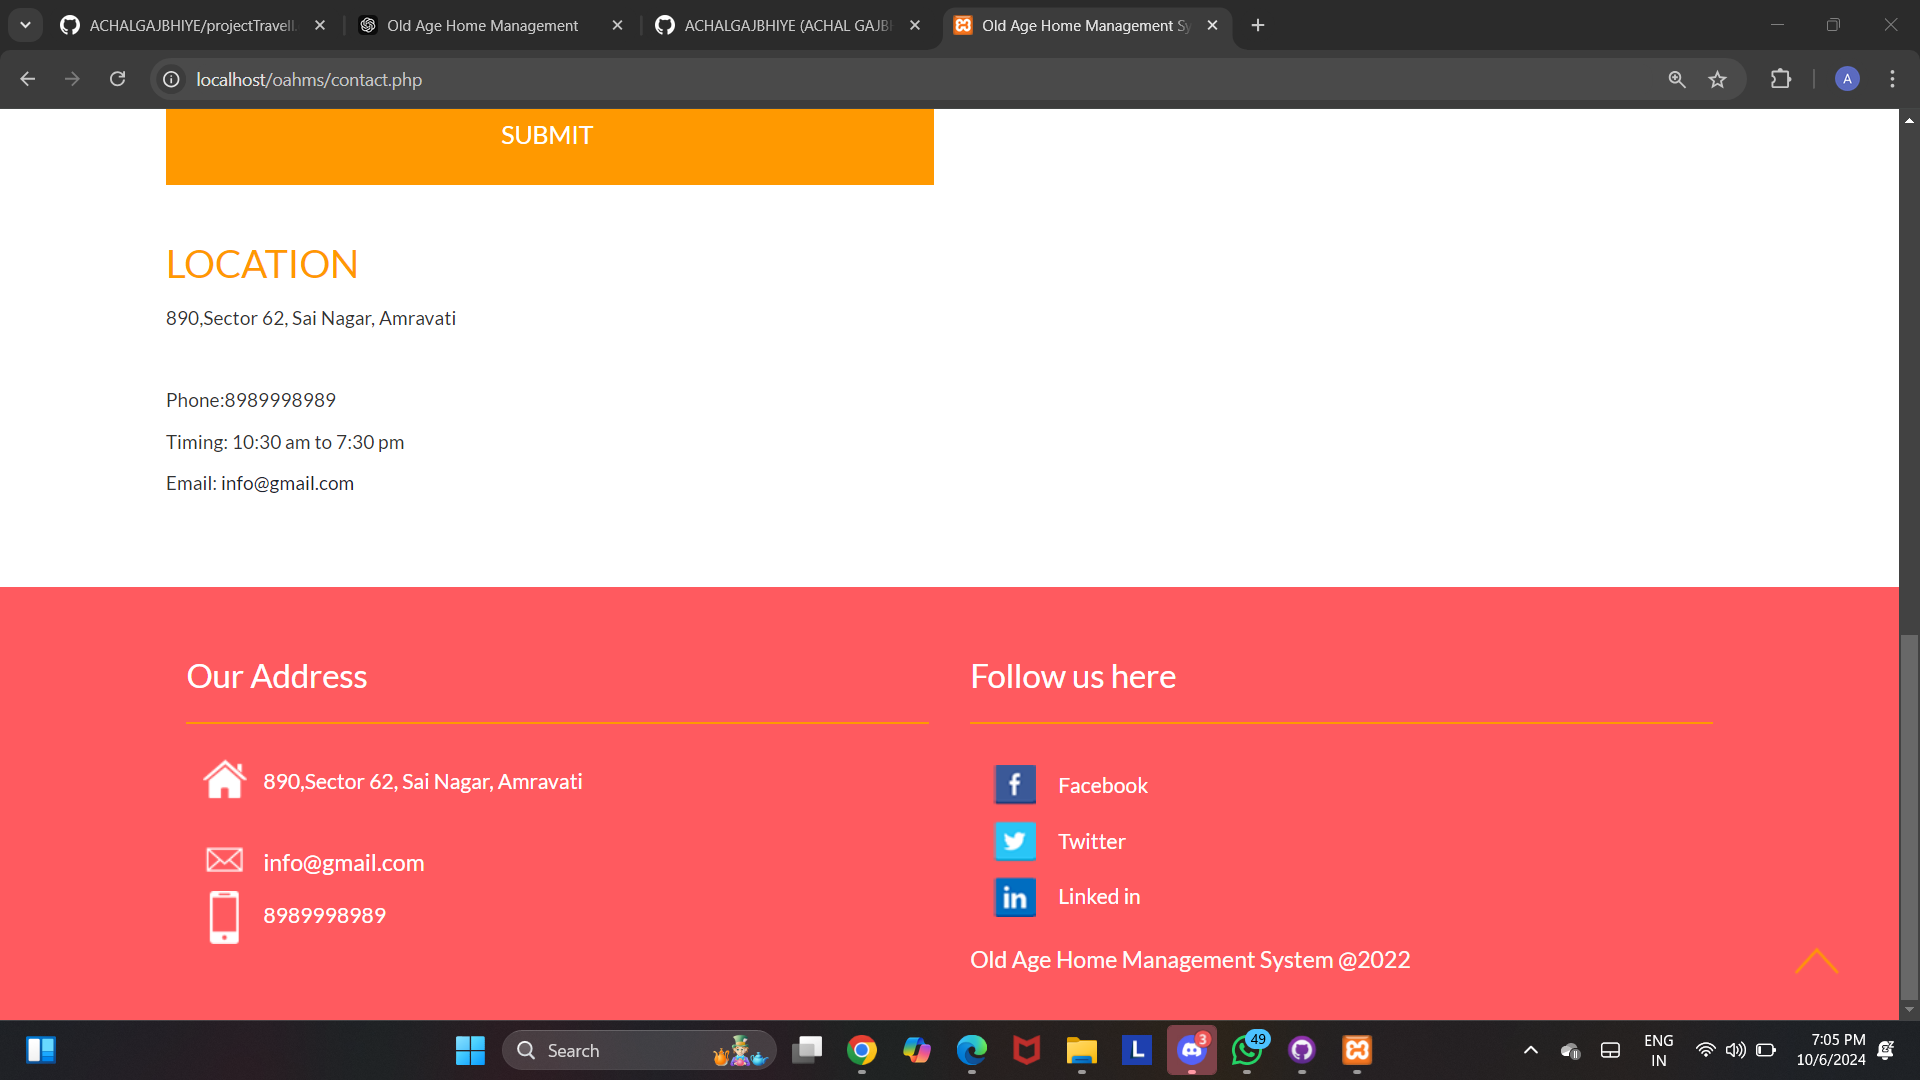 ACHALGAJBHIYE/projectTravell
Old Age Home Management
ACHALGAJBHIYE (ACHAL GAJBH
Old Age Home Management Sy
localhost/oahms/contact.php
A
SUBMIT
LOCATION
890,Sector 62, Sai Nagar, Amravati
Phone:8989998989
Timing: 10:30 am to 7:30 pm
Email: info@gmail.com
Our Address
890,Sector 62, Sai Nagar, Amravati
info@gmail.com
8989998989
Follow us here
Facebook
Twitter
Linked in
Old Age Home Management System @2022
Search
L
3
49
ENG
IN
7:05 PM
10/6/2024